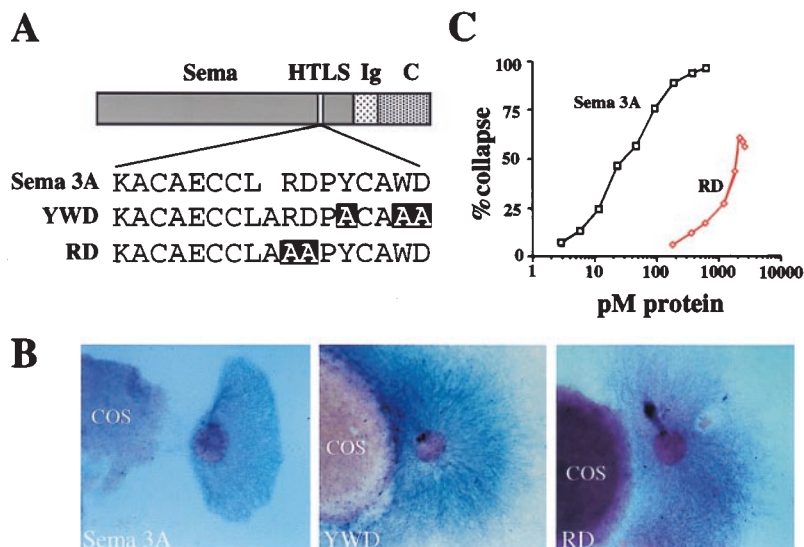 A
C
Sema HTLS Ig C
Sema 3A KACAECCL RDPYCAWD
YWD KACAECCLARDPACAAA
RD KACAECCLAAAPYCAWD
%collapse
100
75
50
25
0
Sema 3A
RD
1 10 100 1000 10000
pM protein
B
COS
Sema 3A
COS
YWD
COS
RD